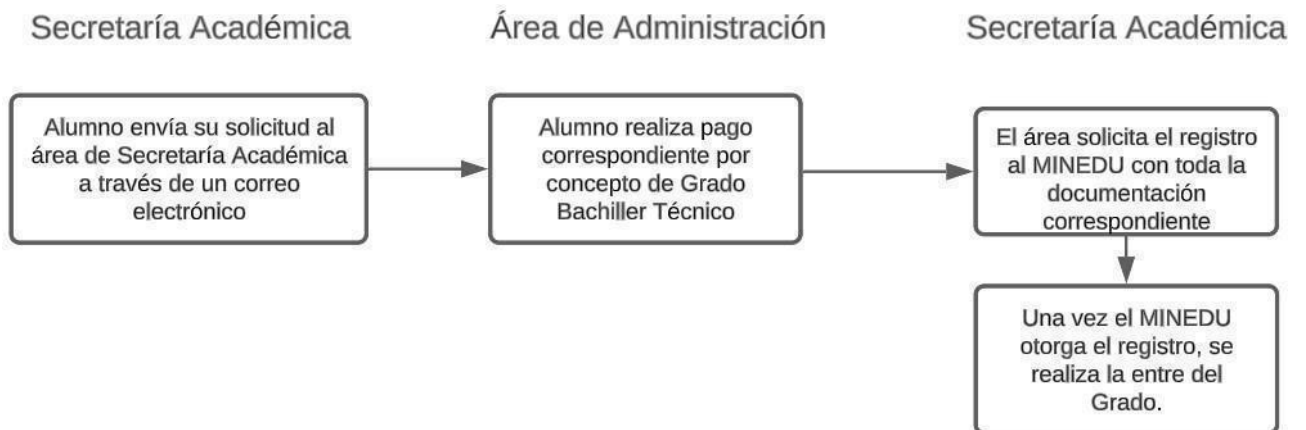 Secretaría Académica
Área de Administración
Secretaría Académica
Alumno envía su solicitud al
área de Secretaría Académica
a través de un correo
electrónico
Alumno realiza pago
correspondiente por
concepto de Grado
Bachiller Técnico
El área solicita el registro
al MINEDU con toda la
documentación
correspondiente
Una vez el MINEDU
otorga el registro, se
realiza la entre del
Grado.